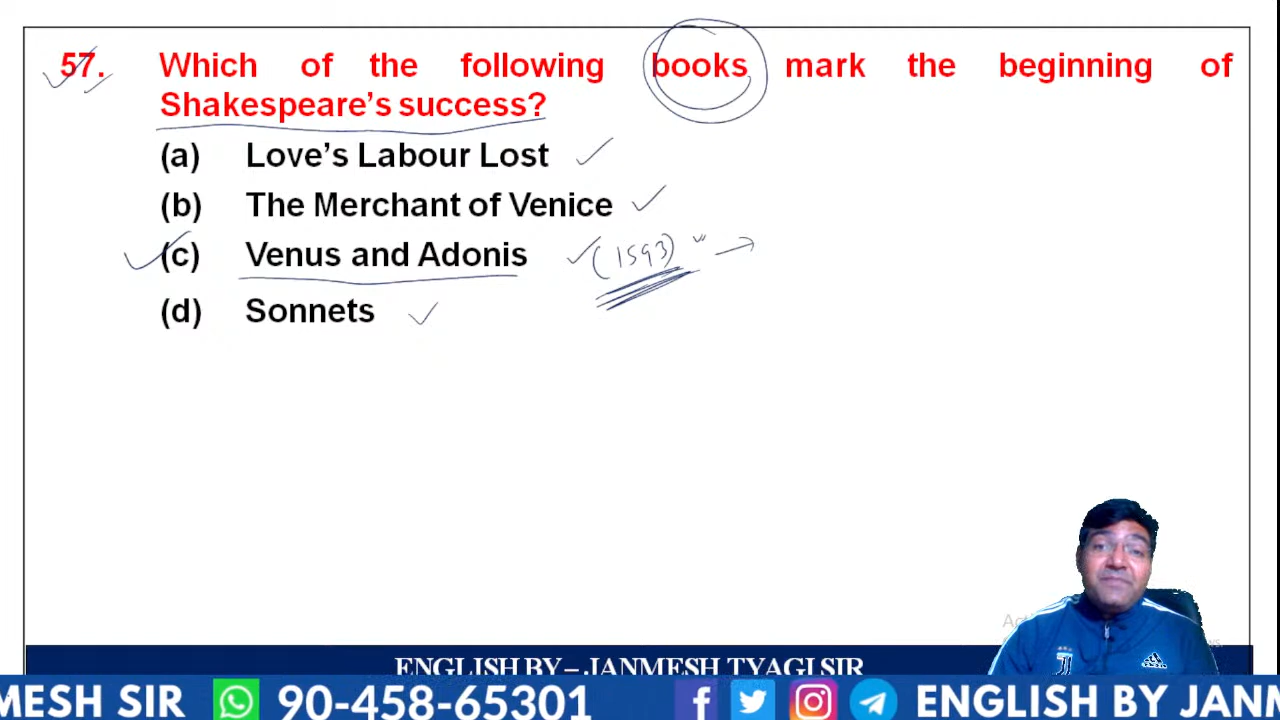 57. Which of the following books mark the beginning of
Shakespeare's success?
(a) Love's Labour Lost
(b) The Merchant of Venice
(c) Venus and Adonis (1593)
(d) Sonnets
ENGLISH BY – JANMESH TYAGI SIR
MESH SIR 90-458-65301 ENGLISH BY JANM